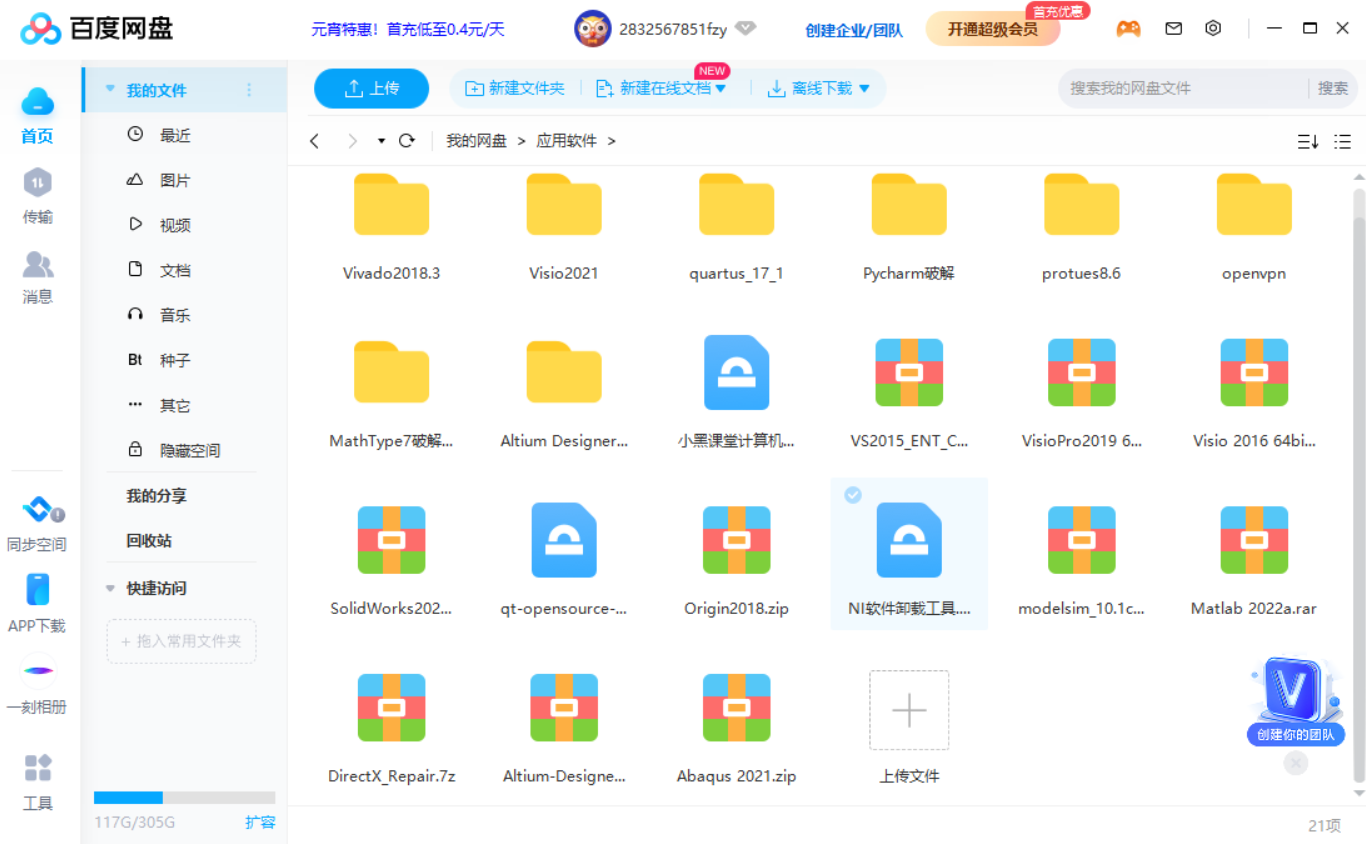 百度网盘
元宵特惠！首充低至0.4元/天
2832567851fzy
创建企业/团队
开通超级会员
首充优惠
首页
传输
消息
同步空间
APP下载
一刻相册
工具
我的文件
最近
图片
视频
文档
音乐
Bt 种子
其它
隐藏空间
我的分享
回收站
快捷访问
+ 拖入常用文件夹
117G/305G 扩容
上传
新建文件夹
新建在线文档
NEW
离线下载
搜索我的网盘文件
搜索
我的网盘 > 应用软件 >
Vivado2018.3
Visio2021
quartus_17_1
Pycharm破解
protues8.6
openvpn
MathType7破解...
Altium Designer...
小黑课堂计算机...
VS2015_ENT_C...
VisioPro2019 6...
Visio 2016 64bi...
SolidWorks202...
qt-opensource-...
Origin2018.zip
NI软件卸载工具....
modelsim_10.1c...
Matlab 2022a.rar
DirectX_Repair.7z
Altium-Designe...
Abaqus 2021.zip
上传文件
V
创建你的团队
21项